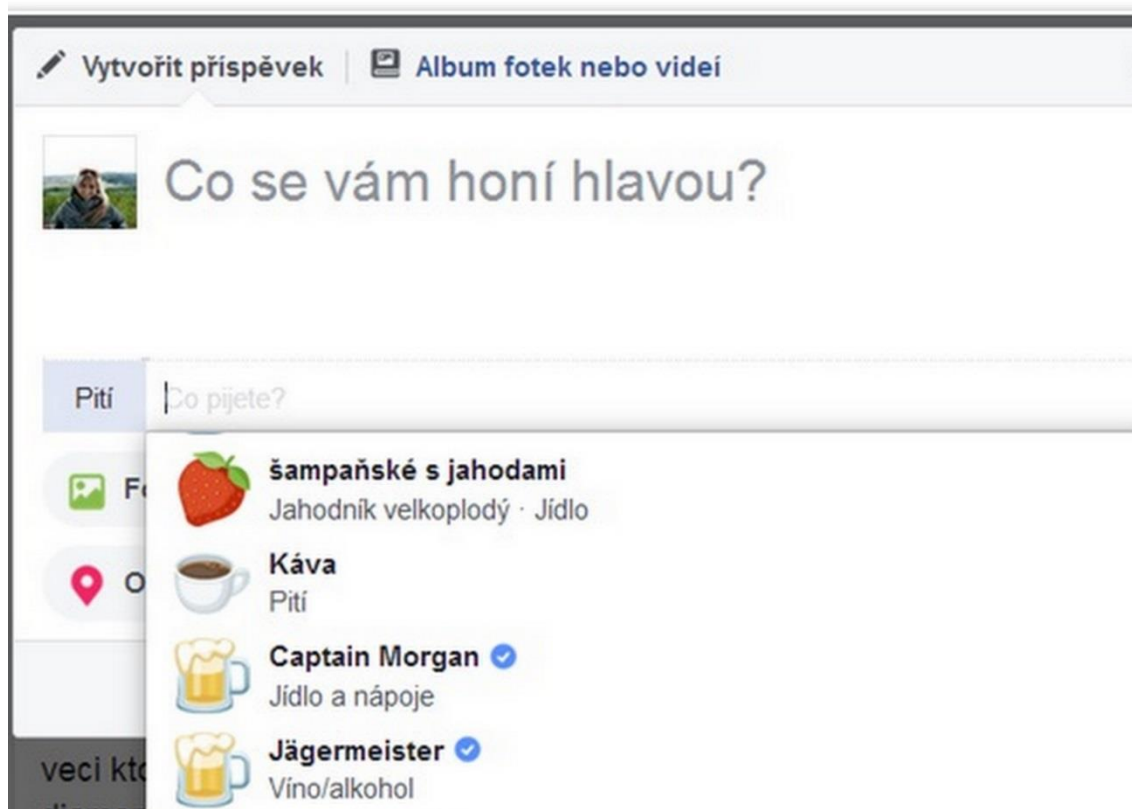 Vytvořit příspěvek Album fotek nebo videí
Co se vám honí hlavou?
Pití Co pijete?
šampaňské s jahodami
Jahodník velkoplodý · Jídlo
Káva
Pití
Captain Morgan
Jídlo a nápoje
Jägermeister
Víno/alkohol
veci